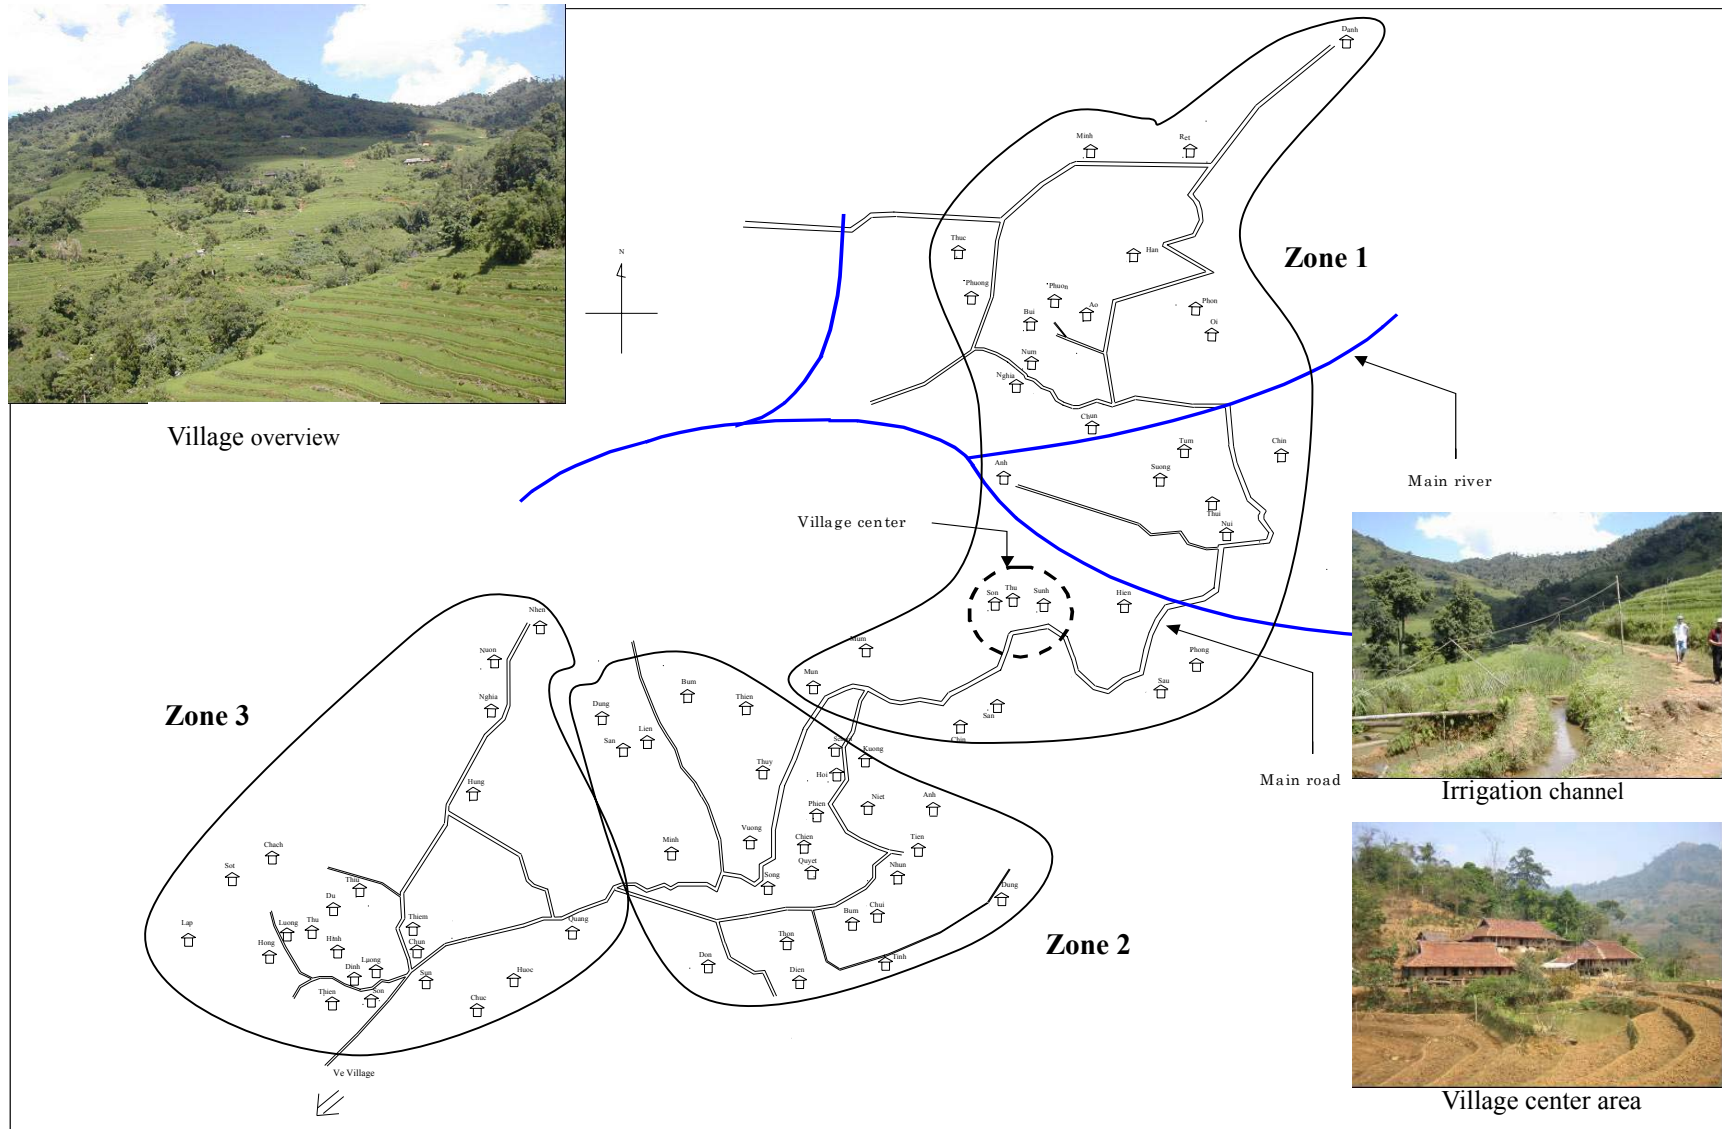 Danh
Minh
Ret
N
Thuc
Han
Zone 1
Phuong
Phuon
Ao
Phon
Bui
Oi
Num
Nghia
Chun
Village overview
Tum
Chin
Anh
Suong
Main river
Thui
Nui
Village center
Son
Thu
Sunh
Hien
Nhen
Mum
Nuon
Phong
Mun
Sau
Nghia
Zone 3
Dung
Bum
Thien
San
San
Lien
Chin
Kuong
Thuy
Hoi
Main road
Hung
Irrigation channel
Phien
Niet
Anh
Minh
Vuong
Chien
Tien
Chach
Quyet
Nhun
Sot
Song
Dung
Thiu
Du
Lap
Luong
Thu
Thiem
Quang
Bum
Chui
Hong
Hinh
Chun
Thon
Zone 2
Dinh
Luong
Don
Tinh
Sun
Huoc
Dien
Thien
Son
Chuc
Ve Village
Village center area